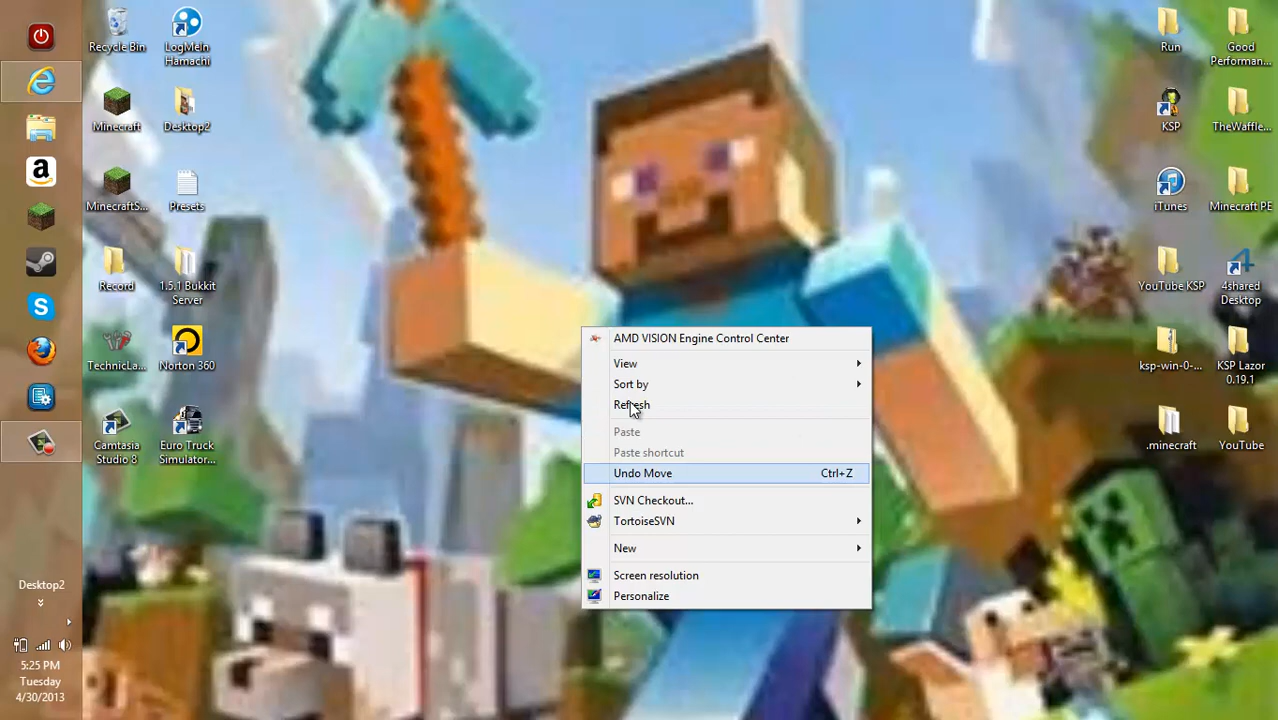 Recycle Bin
LogMeIn
Hamachi
Minecraft
Desktop2
MinecraftS...
Presets
Record
1.5.1 Bukkit
Server
TechnicLa...
Norton 360
Camtasia
Studio 8
Euro Truck
Simulator...
Run
Good
Performan...
KSP
TheWaffle...
iTunes
Minecraft PE
YouTube KSP
4shared
Desktop
ksp-win-0-...
KSP Lazor
0.19.1
.minecraft
YouTube
AMD VISION Engine Control Center
View
Sort by
Refresh
Paste
Paste shortcut
Undo Move Ctrl+Z
SVN Checkout...
TortoiseSVN
New
Screen resolution
Personalize
Desktop2
5:25 PM
Tuesday
4/30/2013